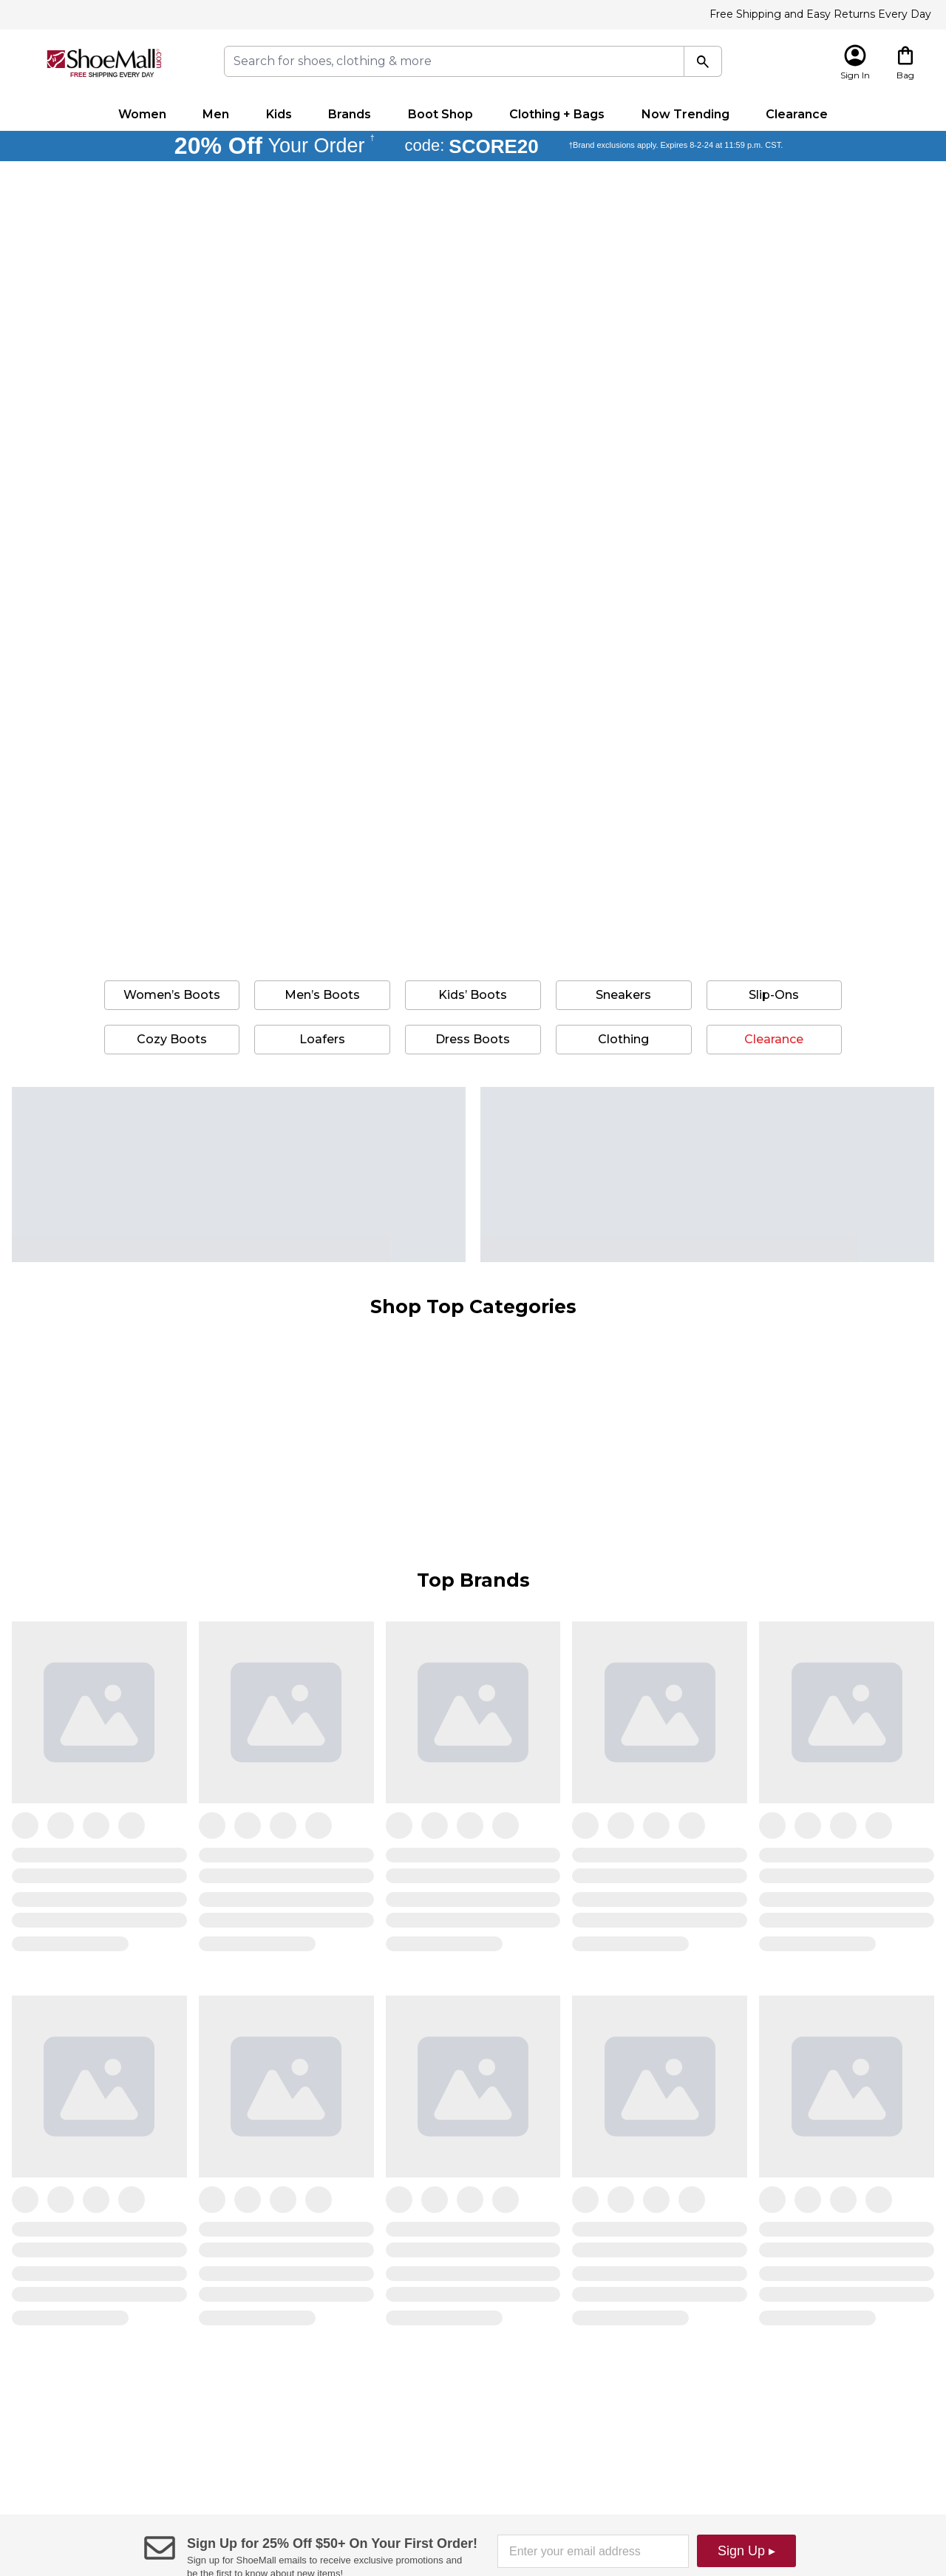 Free Shipping and Easy Returns Every Day
ShoeMall.com
FREE SHIPPING EVERY DAY
Search for shoes, clothing & more
Sign In
Bag
Women Men Kids Brands Boot Shop Clothing + Bags Now Trending Clearance
20% Off Your Order † code: SCORE20 †Brand exclusions apply. Expires 8-2-24 at 11:59 p.m. CST.
Women's Boots Men's Boots Kids' Boots Sneakers Slip-Ons
Cozy Boots Loafers Dress Boots Clothing Clearance
Shop Top Categories
Top Brands
Sign Up for 25% Off $50+ On Your First Order!
Sign up for ShoeMall emails to receive exclusive promotions and
be the first to know about new items!
Enter your email address
Sign Up ▸